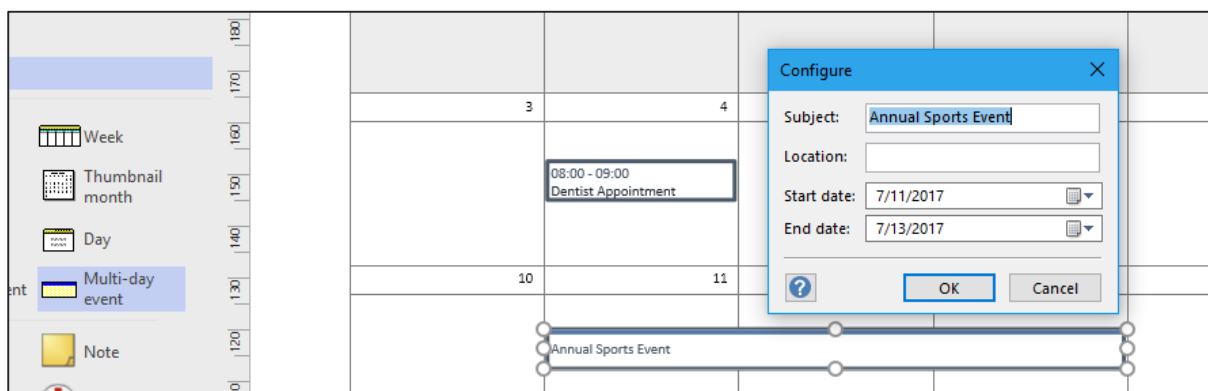 180
170
160
150
140
130
120
Week
Thumbnail
month
Day
Multi-day
event
ent
Note
3
4
08:00 - 09:00
Dentist Appointment
10
11
Annual Sports Event
Configure
Subject: Annual Sports Event
Location:
Start date: 7/11/2017
End date: 7/13/2017
?
OK
Cancel